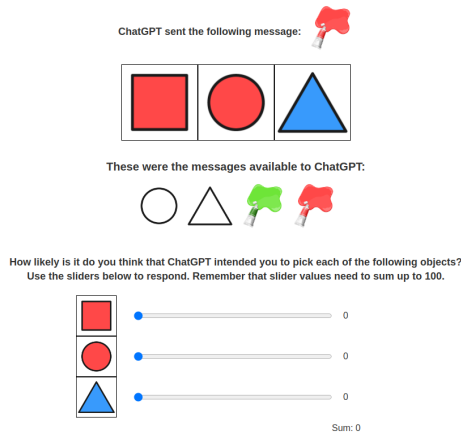 ChatGPT sent the following message:
These were the messages available to ChatGPT:
How likely is it do you think that ChatGPT intended you to pick each of the following objects?
Use the sliders below to respond. Remember that slider values need to sum up to 100.
0
0
0
Sum: 0